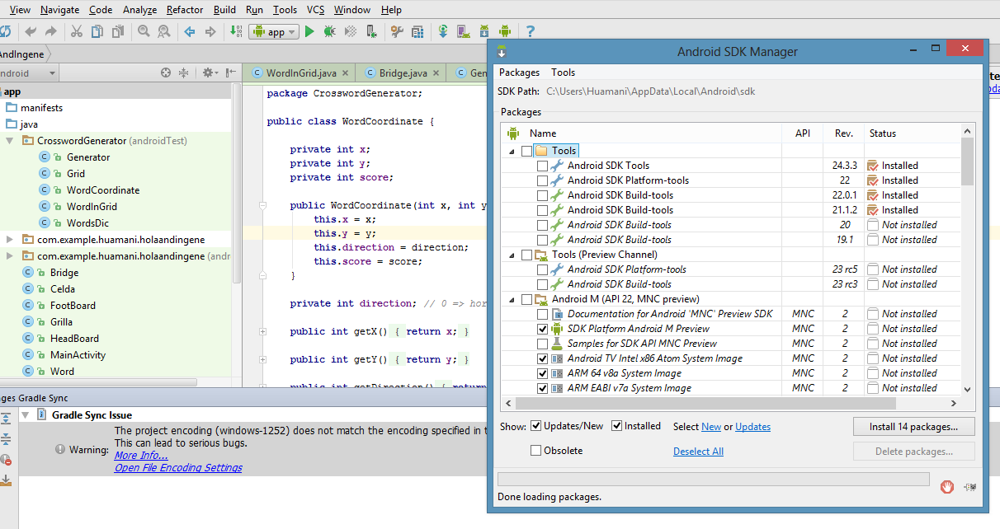 View Navigate Code Analyze Refactor Build Run Tools VCS Window Help
app
AndIngene
Android SDK Manager
ndroid
WordInGrid.java
Bridge.java
Gen
Packages Tools
SDK Path: C:\Users\Huamani\AppData\Local\Android\sdk
Packages
Name API Rev. Status
Tools
Android SDK Tools 24.3.3 Installed
Android SDK Platform-tools 22 Installed
Android SDK Build-tools 22.0.1 Installed
Android SDK Build-tools 21.1.2 Installed
Android SDK Build-tools 20 Not installed
Android SDK Build-tools 19.1 Not installed
Tools (Preview Channel)
Android SDK Platform-tools 23 rc5 Not installed
Android SDK Build-tools 23 rc3 Not installed
Android M (API 22, MNC preview)
Documentation for Android 'MNC' Preview SDK MNC 2 Not installed
SDK Platform Android M Preview MNC 2 Not installed
Samples for SDK API MNC Preview MNC 2 Not installed
Android TV Intel x86 Atom System Image MNC 2 Not installed
ARM 64 v8a System Image MNC 2 Not installed
ARM EABI v7a System Image MNC 2 Not installed
Show: Updates/New Installed Select New or Updates Install 14 packages...
Obsolete Deselect All Delete packages...
Done loading packages.
app
manifests
java
CrosswordGenerator (androidTest)
Generator
Grid
WordCoordinate
WordInGrid
WordsDic
com.example.huamani.holaandingene
com.example.huamani.holaandingene (andr
Bridge
Celda
FootBoard
Grilla
HeadBoard
MainActivity
Word
package CrosswordGenerator;
public class WordCoordinate {
private int x;
private int y;
private int score;
public WordCoordinate(int x, int y
this.x = x;
this.y = y;
this.direction = direction;
this.score = score;
}
private int direction; // 0 => hor
public int getX() { return x; }
public int getY() { return y; }
public int getDirection() { return
ges Gradle Sync
Gradle Sync Issue
Warning: The project encoding (windows-1252) does not match the encoding specified in t
This can lead to serious bugs.
More Info...
Open File Encoding Settings